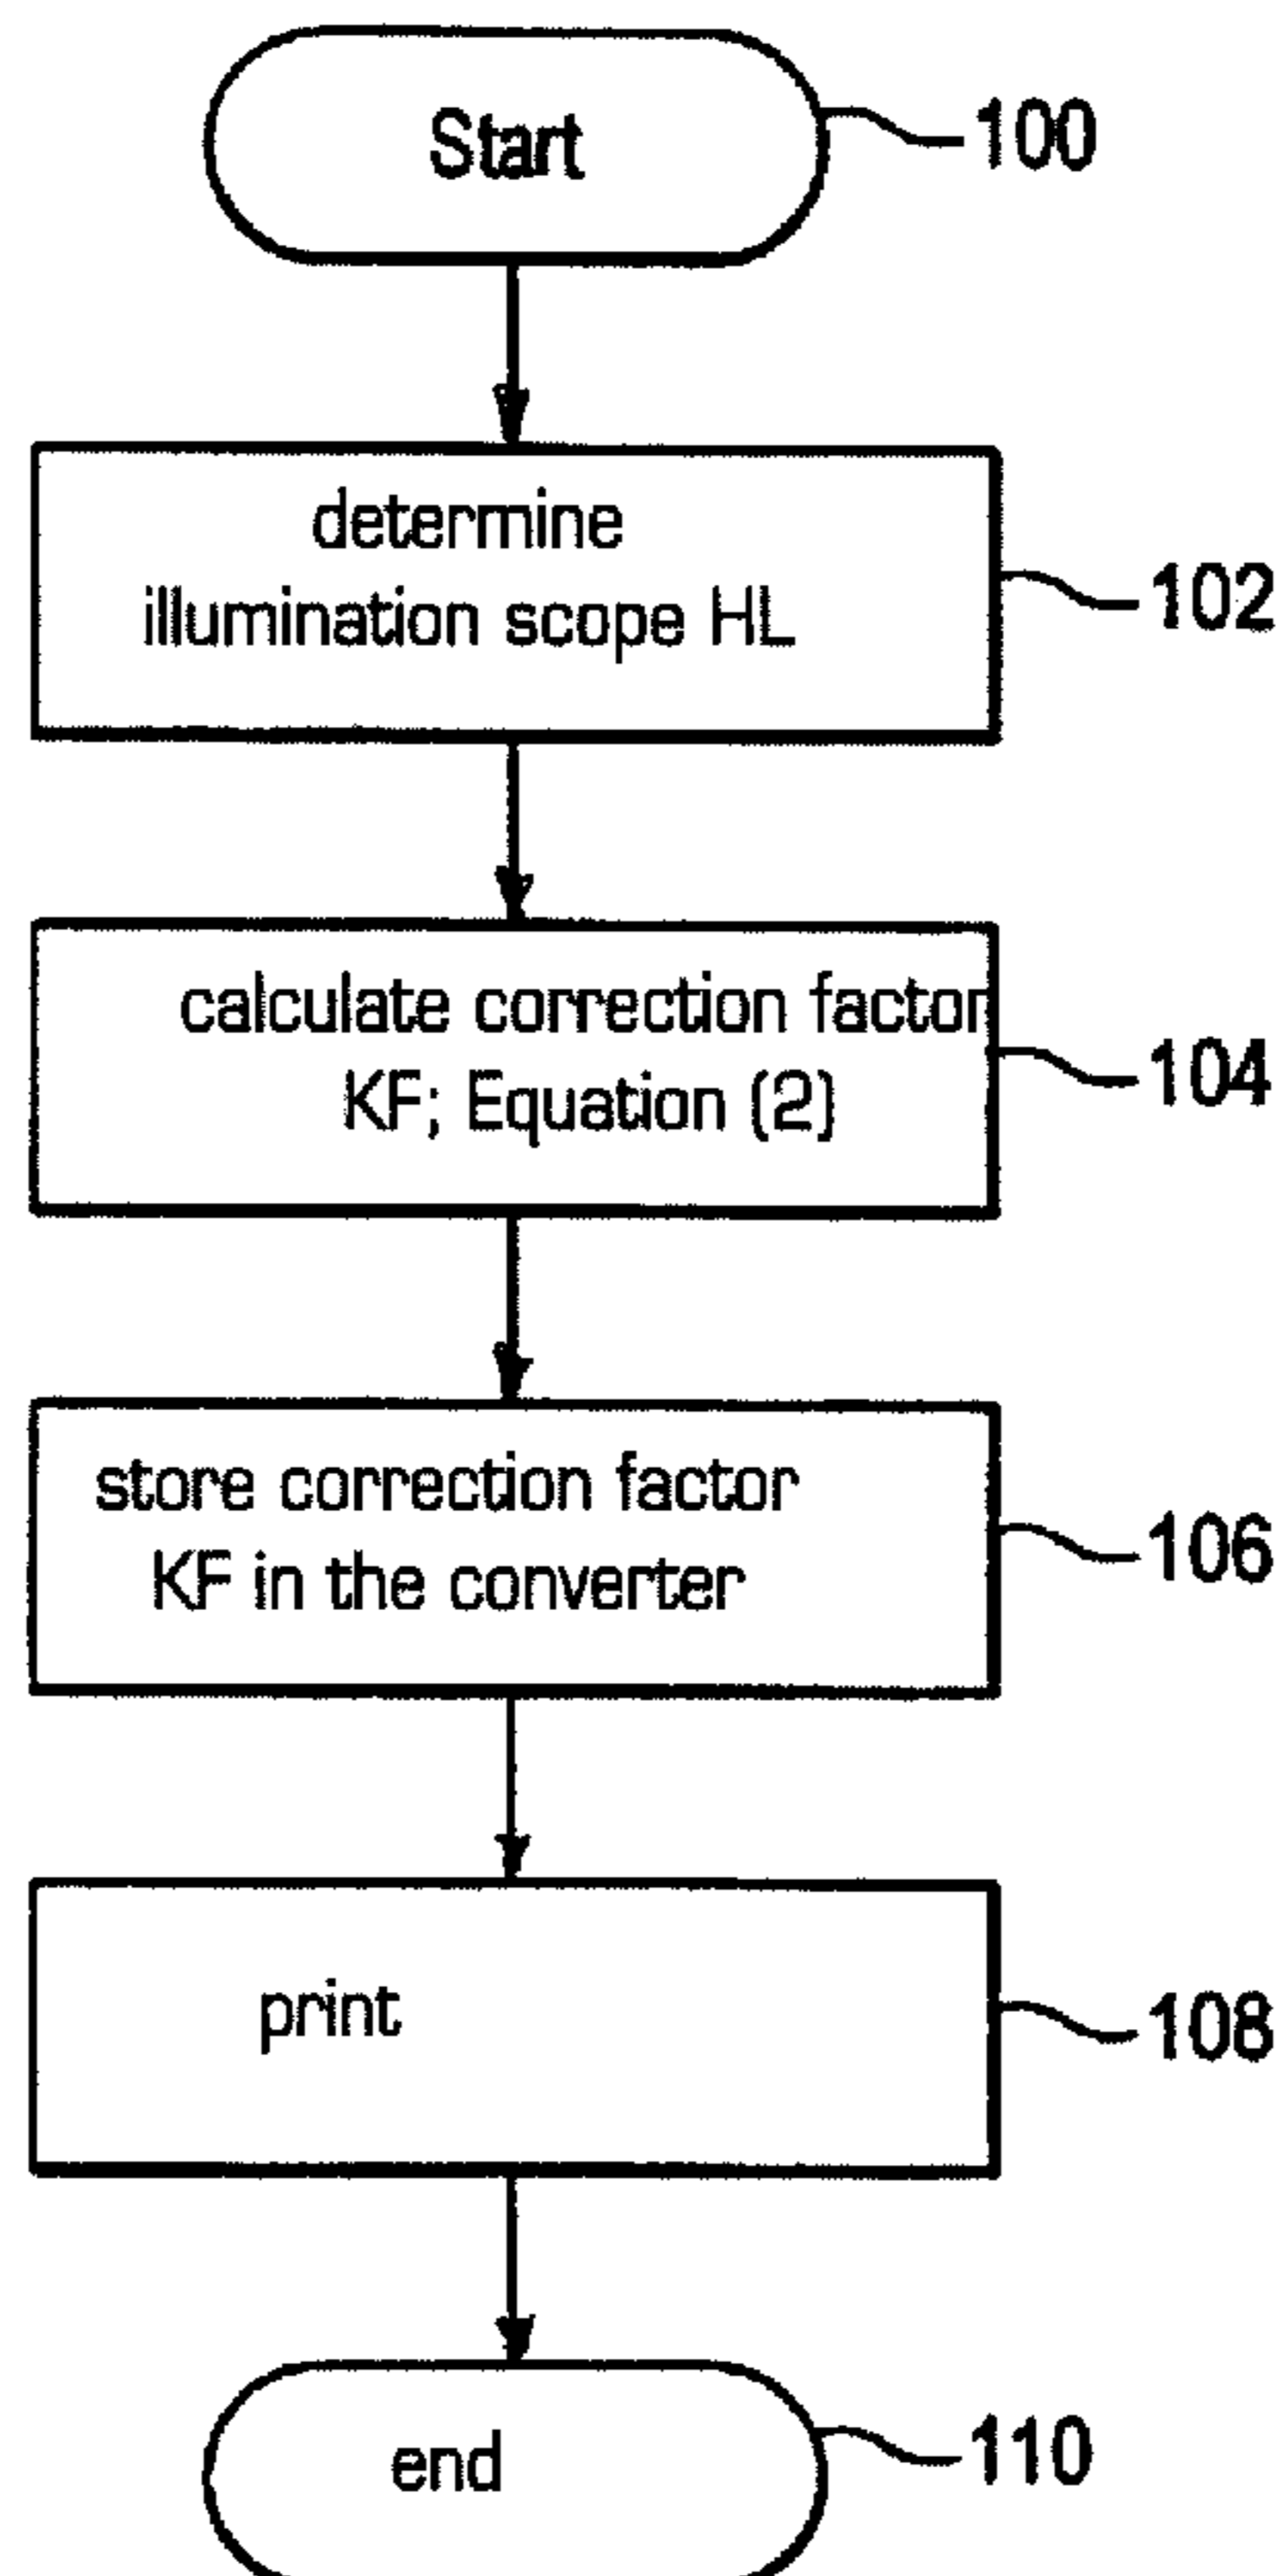 Start
100
determine
illumination scope HL
102
calculate correction factor
KF; Equation (2)
104
store correction factor
KF in the converter
106
print
108
end
110